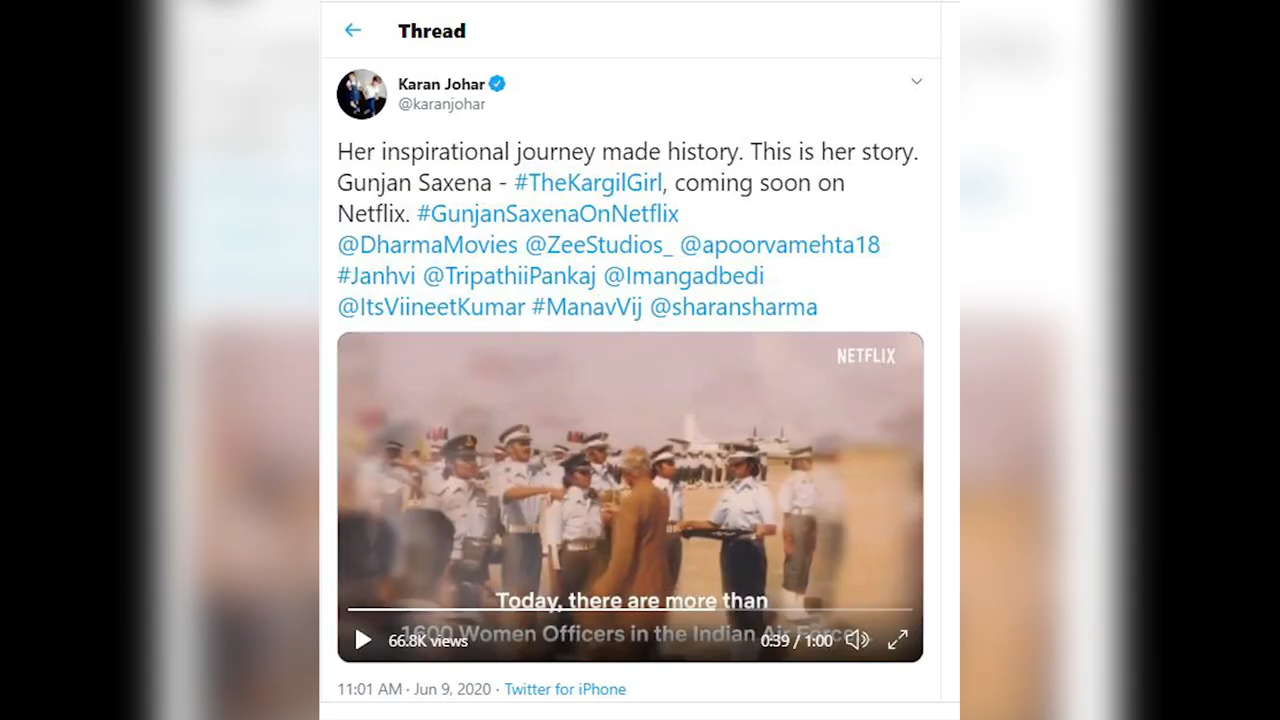 Thread
Karan Johar
@karanjohar
Her inspirational journey made history. This is her story.
Gunjan Saxena - #TheKargilGirl, coming soon on
Netflix. #GunjanSaxenaOnNetflix
@DharmaMovies @ZeeStudios_ @apoorvamehta18
#Janhvi @TripathiiPankaj @Imangadbedi
@ItsViineetKumar #ManavVij @sharansharma
NETFLIX
Today, there are more than
1600 Women Officers in the Indian Air Force
66.8K views 0:39 / 1:00
11:01 AM · Jun 9, 2020 · Twitter for iPhone